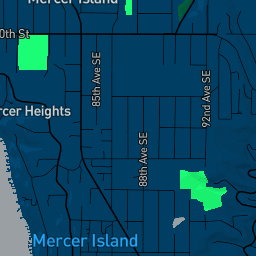 Mercer Island
0th St
85th Ave SE
92nd Ave SE
rcer Heights
88th Ave SE
Mercer Island